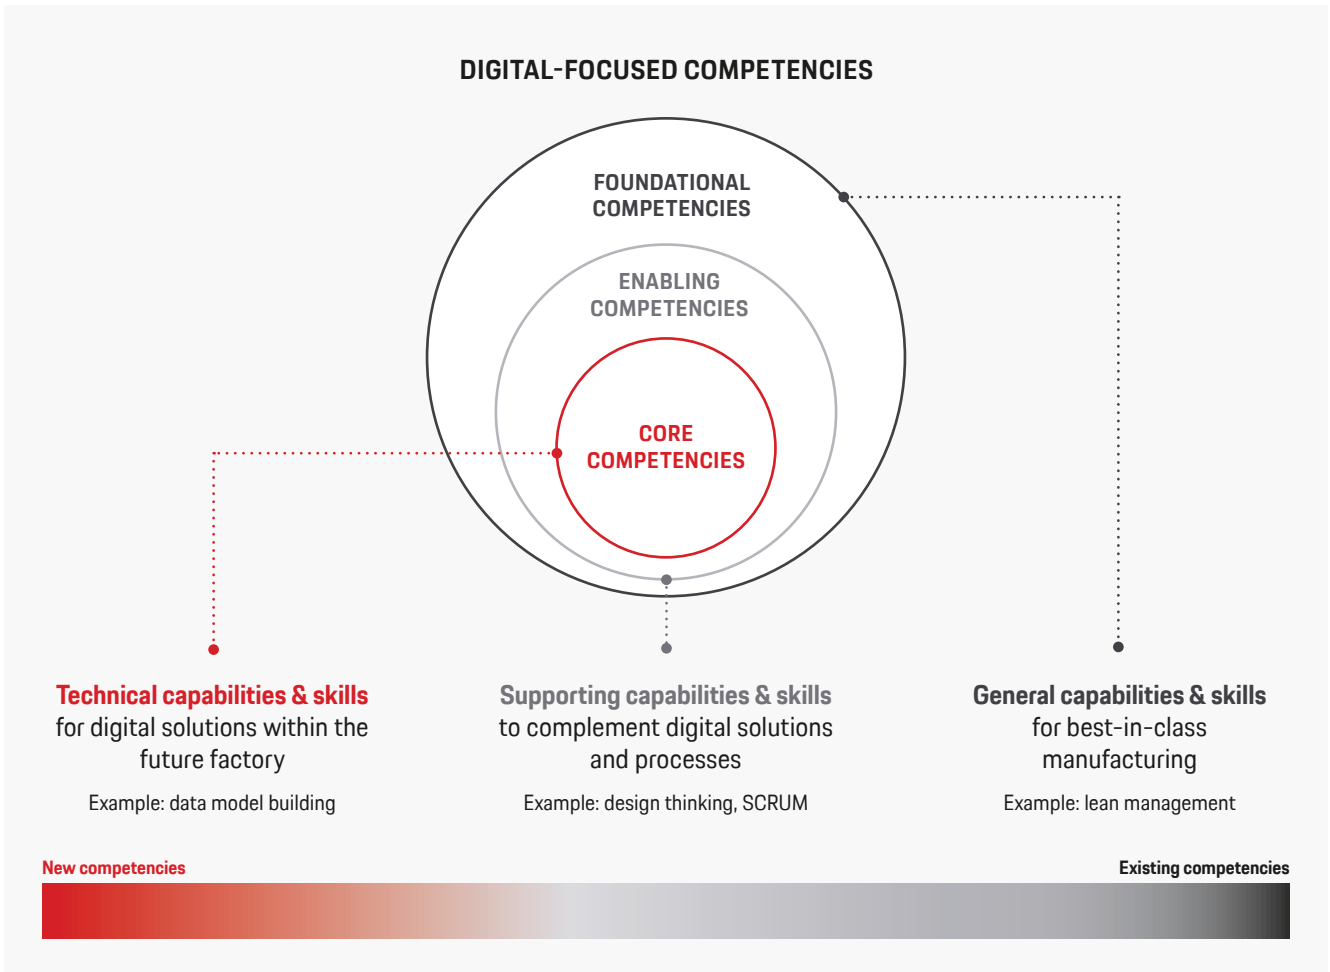 DIGITAL-FOCUSED COMPETENCIES
FOUNDATIONAL
COMPETENCIES
ENABLING
COMPETENCIES
CORE
COMPETENCIES
Technical capabilities & skills
for digital solutions within the
future factory
Example: data model building
Supporting capabilities & skills
to complement digital solutions
and processes
Example: design thinking, SCRUM
General capabilities & skills
for best-in-class
manufacturing
Example: lean management
New competencies
Existing competencies